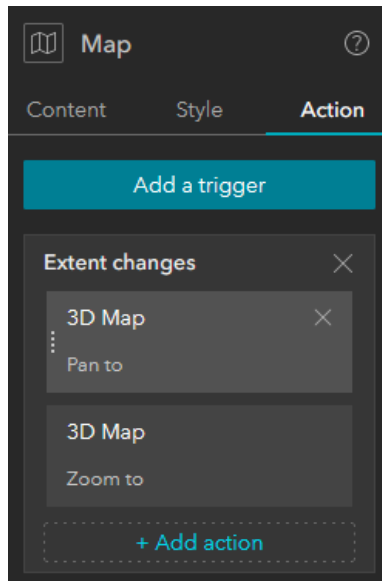 Map
Content Style Action
Add a trigger
Extent changes
3D Map
Pan to
3D Map
Zoom to
+ Add action